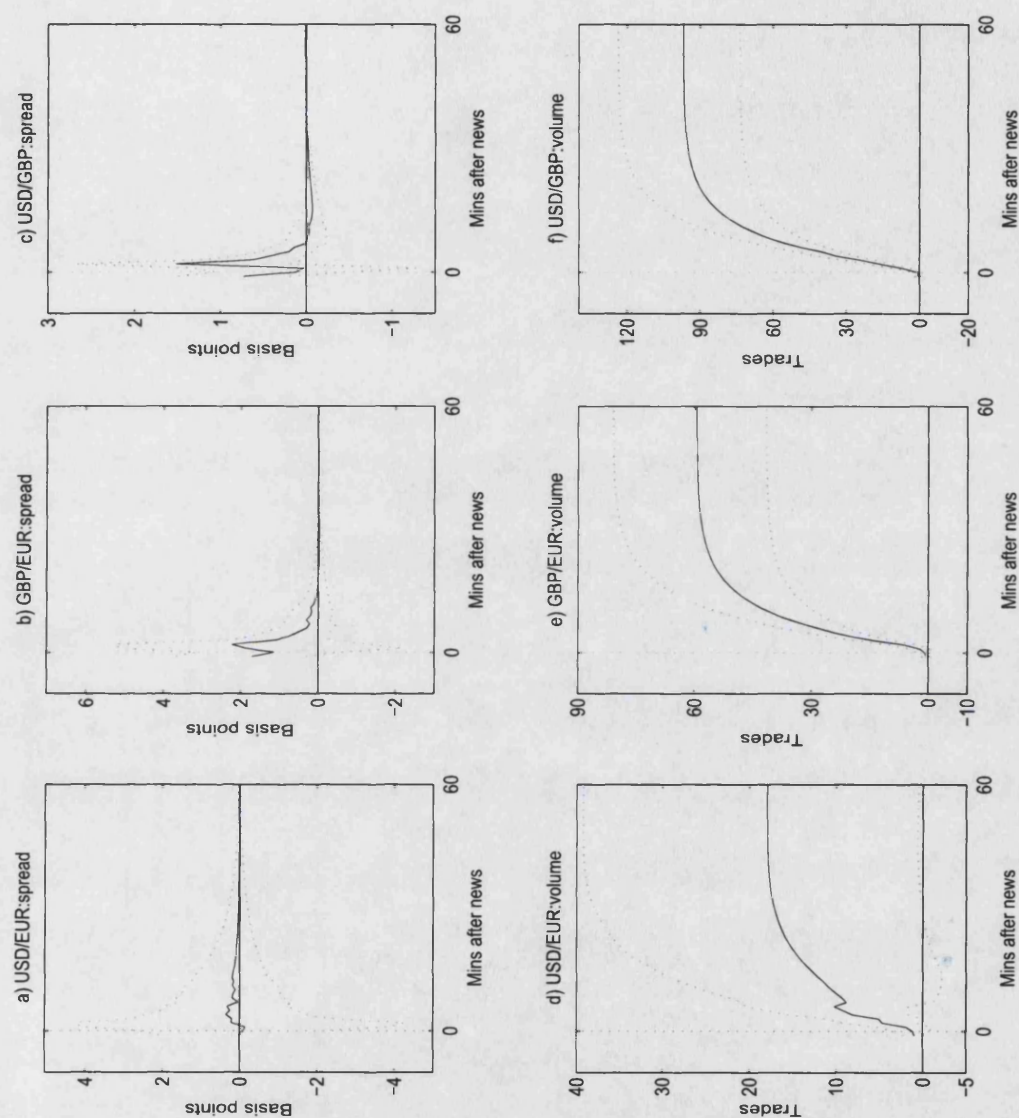 a) USD/EUR:spread
4
2
0
-2
-4
Basis points
0
60
Mins after news
b) GBP/EUR:spread
6
4
2
0
-2
Basis points
0
60
Mins after news
c) USD/GBP:spread
3
2
1
0
-1
Basis points
0
60
Mins after news
d) USD/EUR:volume
40
30
20
10
0
-5
Trades
0
60
Mins after news
e) GBP/EUR:volume
90
60
30
0
-10
Trades
0
60
Mins after news
f) USD/GBP:volume
120
90
60
30
0
-20
Trades
0
60
Mins after news